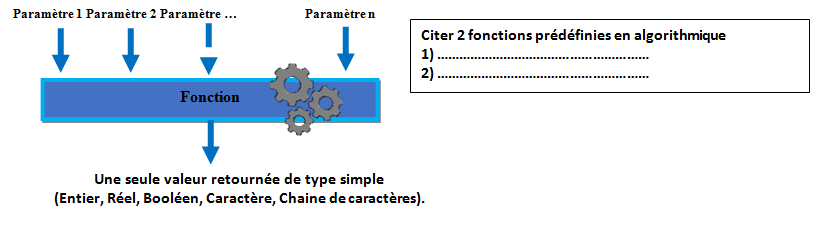 Paramètre 1 Paramètre 2 Paramètre … Paramètre n
Fonction
Une seule valeur retournée de type simple
(Entier, Réel, Booléen, Caractère, Chaine de caractères).
Citer 2 fonctions prédéfinies en algorithmique
1) ...........................................................
2) ...........................................................